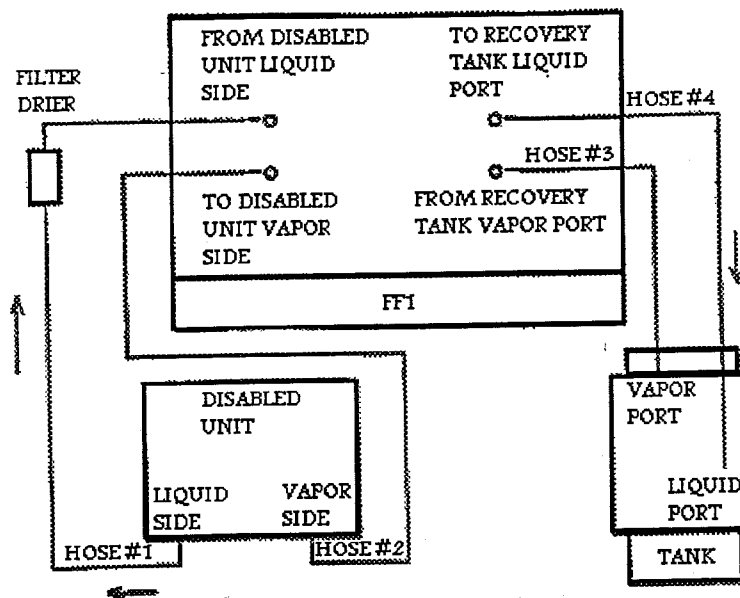 FROM DISABLED
UNIT LIQUID
SIDE
TO RECOVERY
TANK LIQUID
PORT
FILTER
DRIER
HOSE #4
HOSE #3
TO DISABLED
UNIT VAPOR
SIDE
FROM RECOVERY
TANK VAPOR PORT
FF1
DISABLED
UNIT
VAPOR
PORT
LIQUID
SIDE
VAPOR
SIDE
LIQUID
PORT
HOSE #1
HOSE #2
TANK